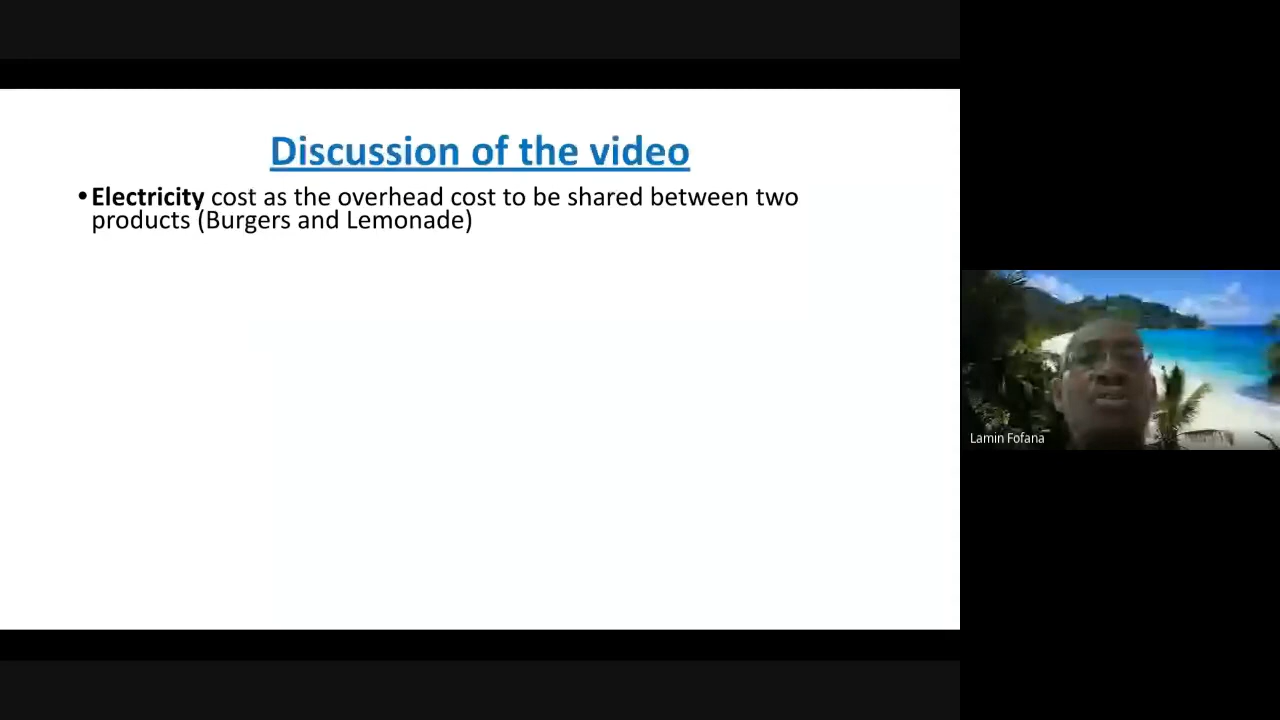 Discussion of the video
•Electricity cost as the overhead cost to be shared between two
products (Burgers and Lemonade)
Lamin Fofana